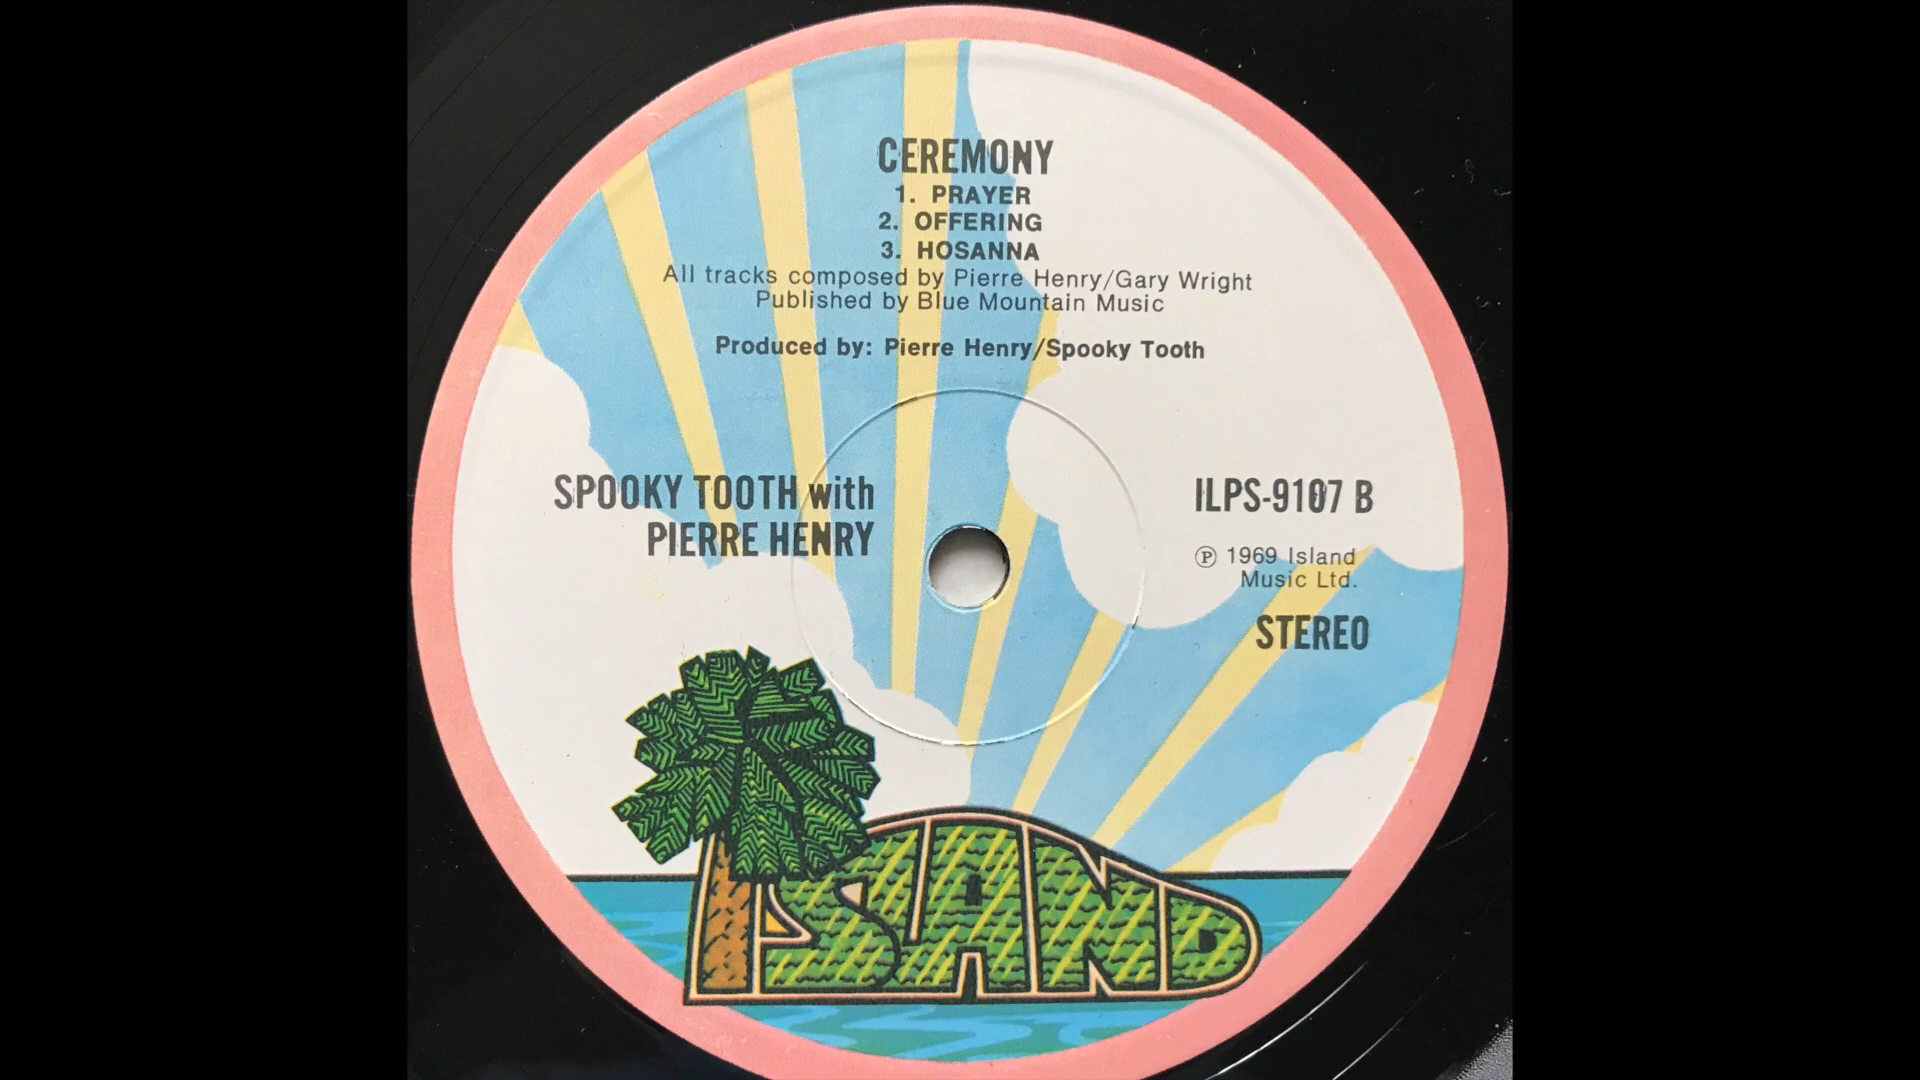 CEREMONY
1. PRAYER
2. OFFERING
3. HOSANNA
All tracks composed by Pierre Henry/Gary Wright
Published by Blue Mountain Music
Produced by: Pierre Henry/Spooky Tooth
SPOOKY TOOTH with
PIERRE HENRY
ILPS-9107 B
Ⓟ 1969 Island
Music Ltd.
STEREO
ISLAND